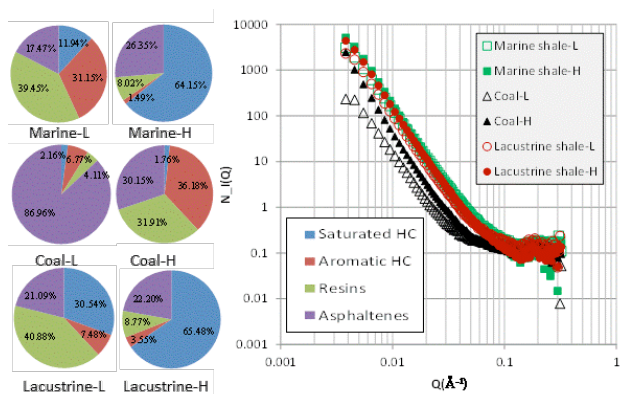 17.47%
11.94%
39.45%
31.15%
Marine-L
26.35%
8.02%
1.49%
64.15%
Marine-H
2.16%
6.77%
4.11%
86.96%
Coal-L
1.76%
30.15%
36.18%
31.91%
Coal-H
21.09%
30.54%
40.88%
7.48%
Lacustrine-L
22.20%
8.77%
3.55%
65.48%
Lacustrine-H
N_I(Q)
10000
1000
100
10
1
0.1
0.01
0.001
Marine shale-L
Marine shale-H
Coal-L
Coal-H
Lacustrine shale-L
Lacustrine shale-H
Saturated HC
Aromatic HC
Resins
Asphaltenes
0.001
0.01
0.1
1
Q(Å⁻¹)